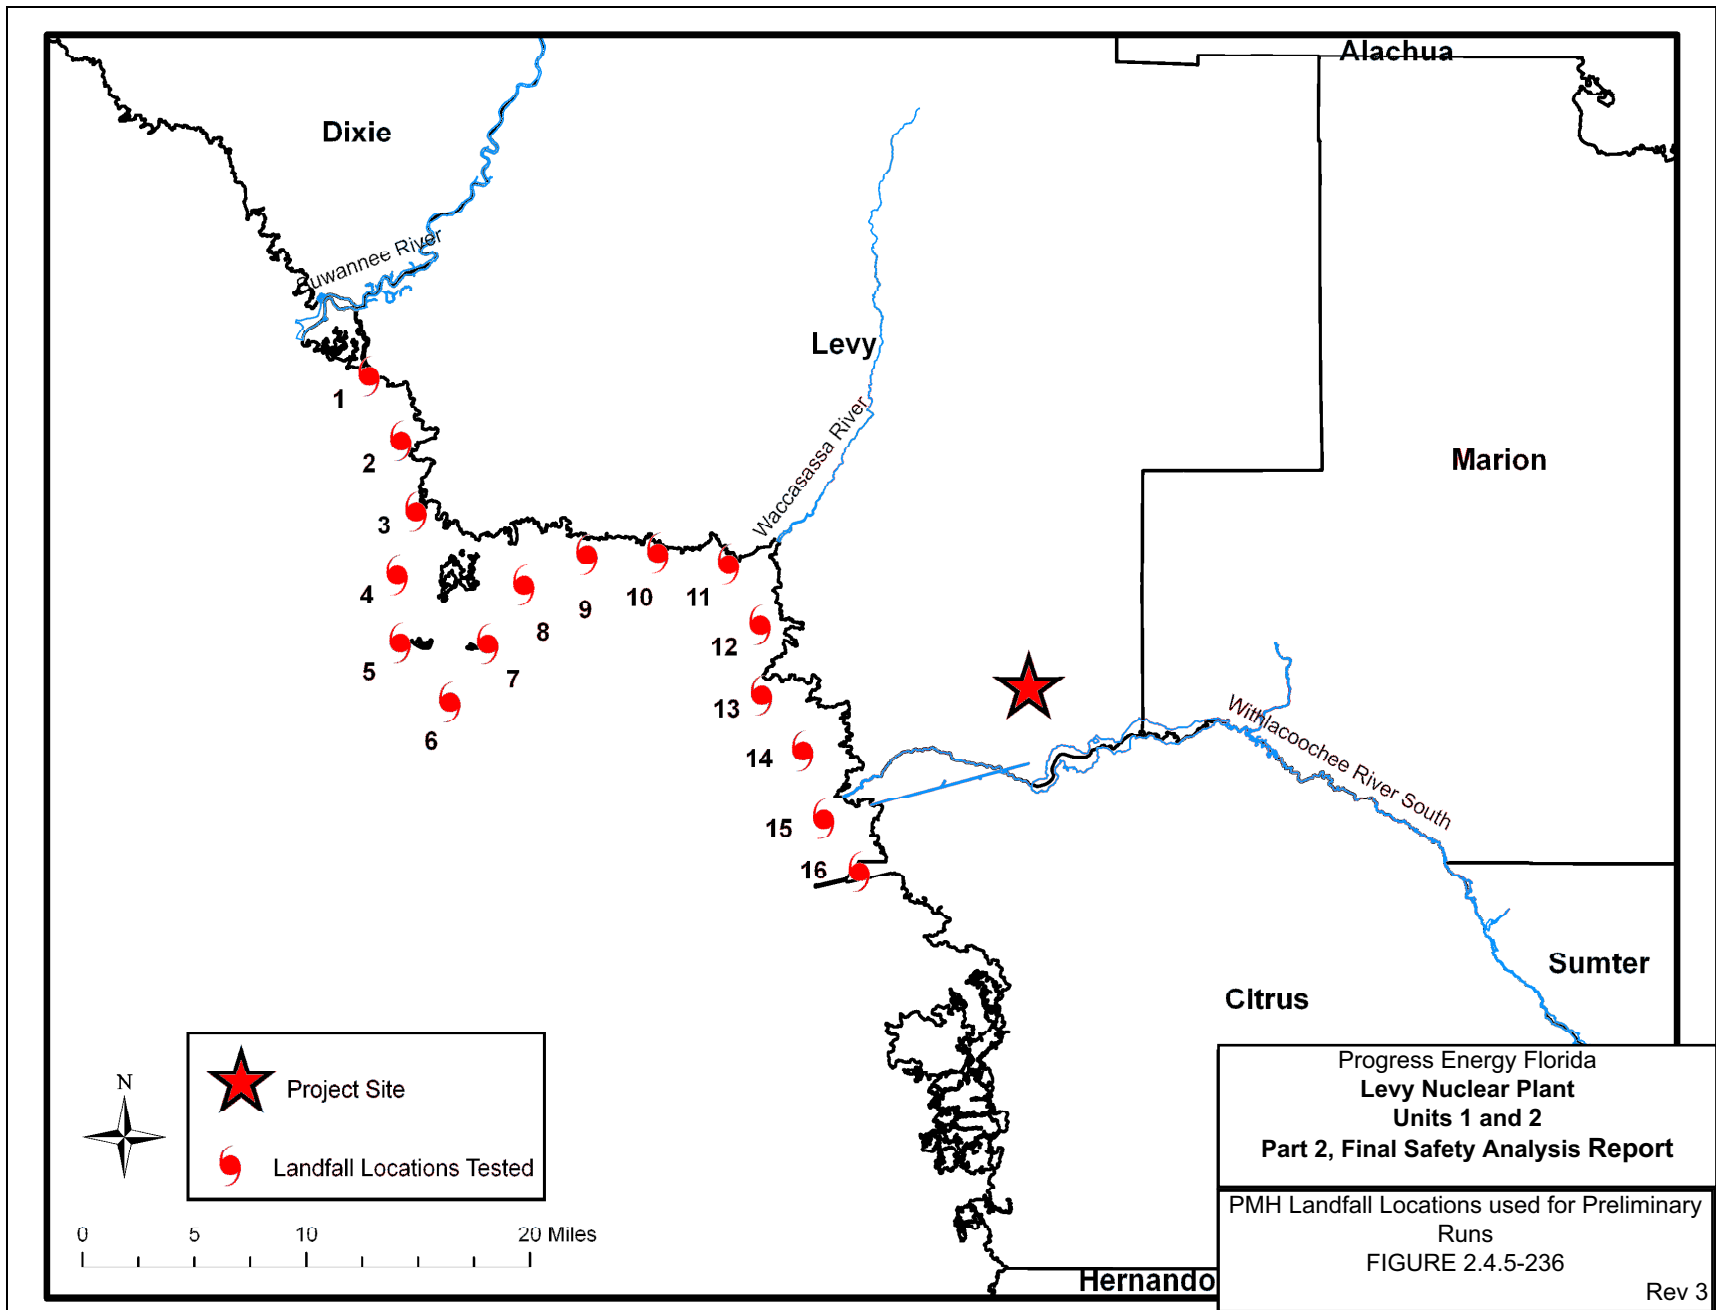 Alachua
Dixie
Suwannee River
Levy
Waccasassa River
Marion
1
2
3
4
5
6
7
8
9
10
11
12
13
14
15
16
Withlacoochee River South
Sumter
CItrus
Hernando
N
Project Site
Landfall Locations Tested
0 5 10 20 Miles
Progress Energy Florida
Levy Nuclear Plant
Units 1 and 2
Part 2, Final Safety Analysis Report
PMH Landfall Locations used for Preliminary
Runs
FIGURE 2.4.5-236
Rev 3